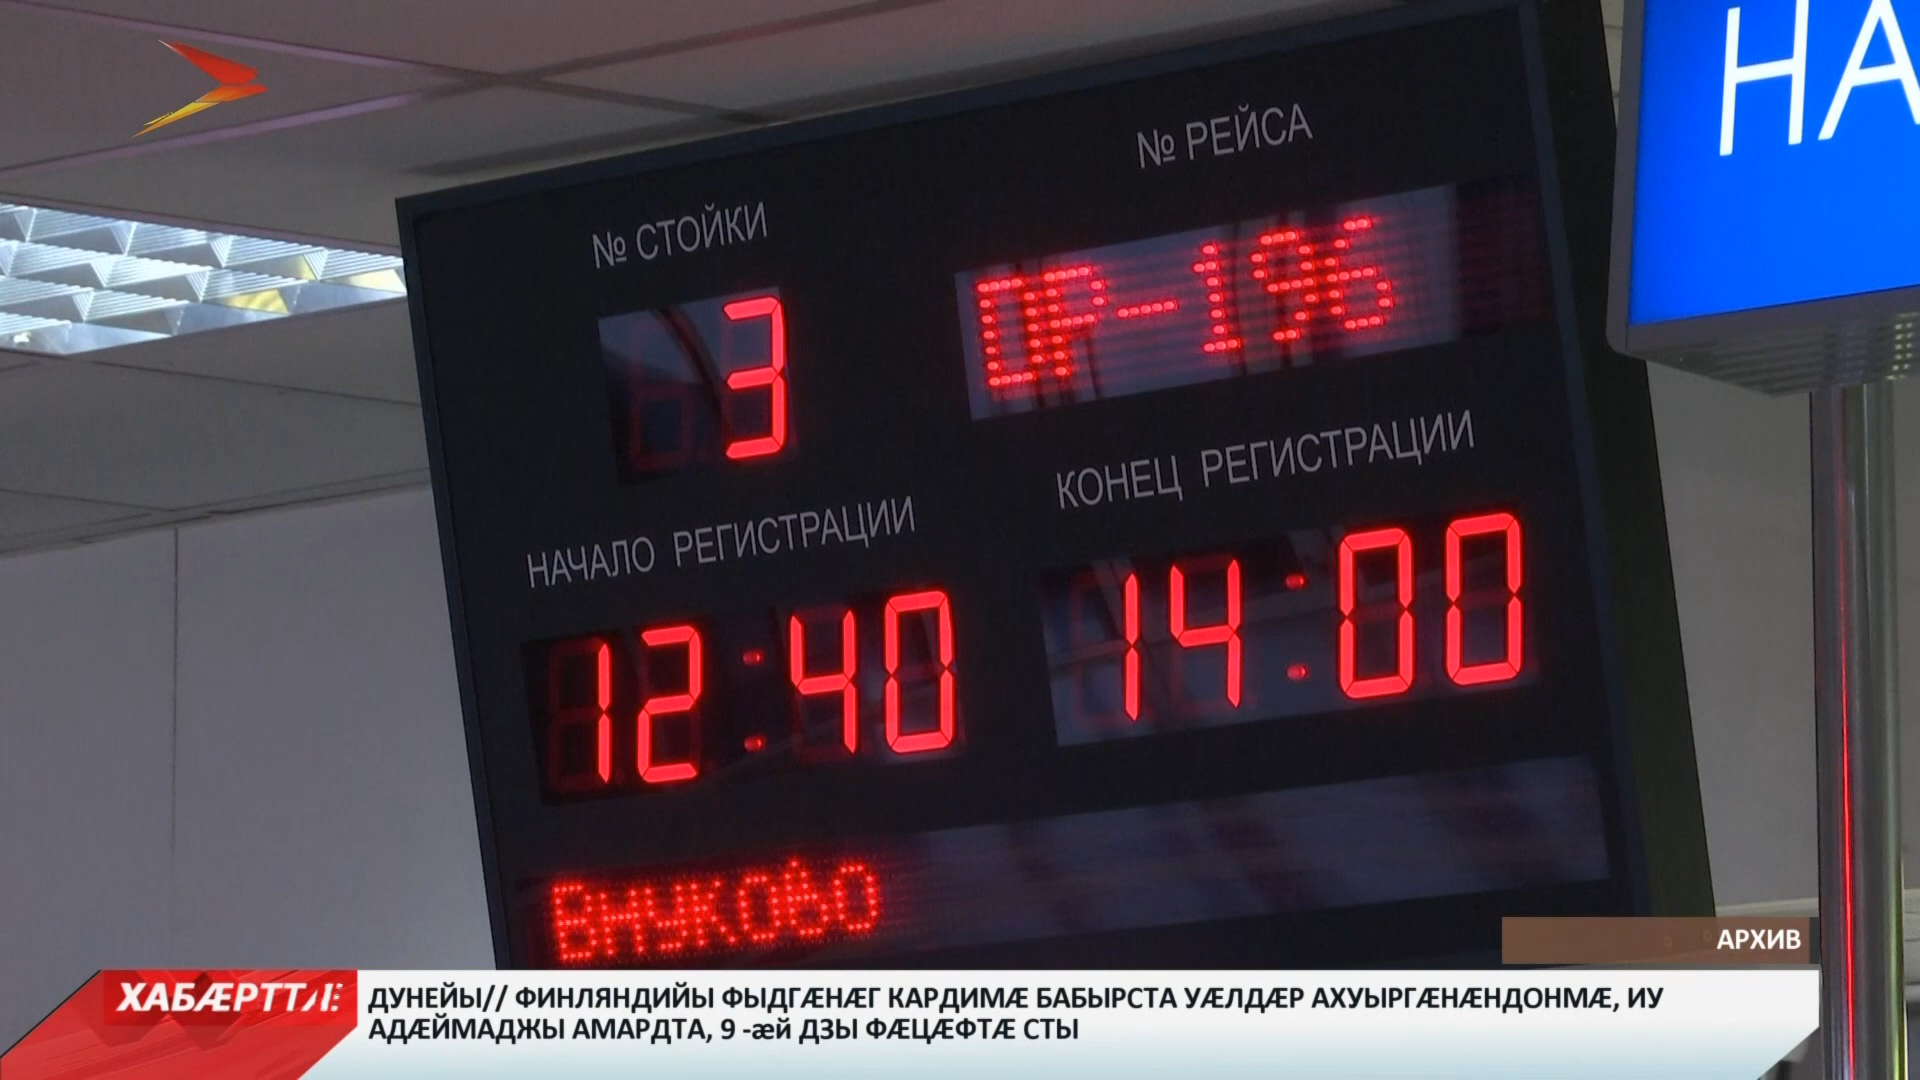 НА
№ СТОЙКИ
№ РЕЙСА
3
DP-196
НАЧАЛО РЕГИСТРАЦИИ
КОНЕЦ РЕГИСТРАЦИИ
12:40
14:00
Внуково
АРХИВ
ХАБÆРТТÆ:
ДУНЕЙЫ// ФИНЛЯНДИЙЫ ФЫДГÆНÆГ КАРДИМÆ БАБЫРСТА УÆЛДÆР АХУЫРГÆНÆНДОНМÆ, ИУ
АДÆЙМАДЖЫ АМАРДТА, 9 -æй ДЗЫ ФÆЦÆФТÆ СТЫ